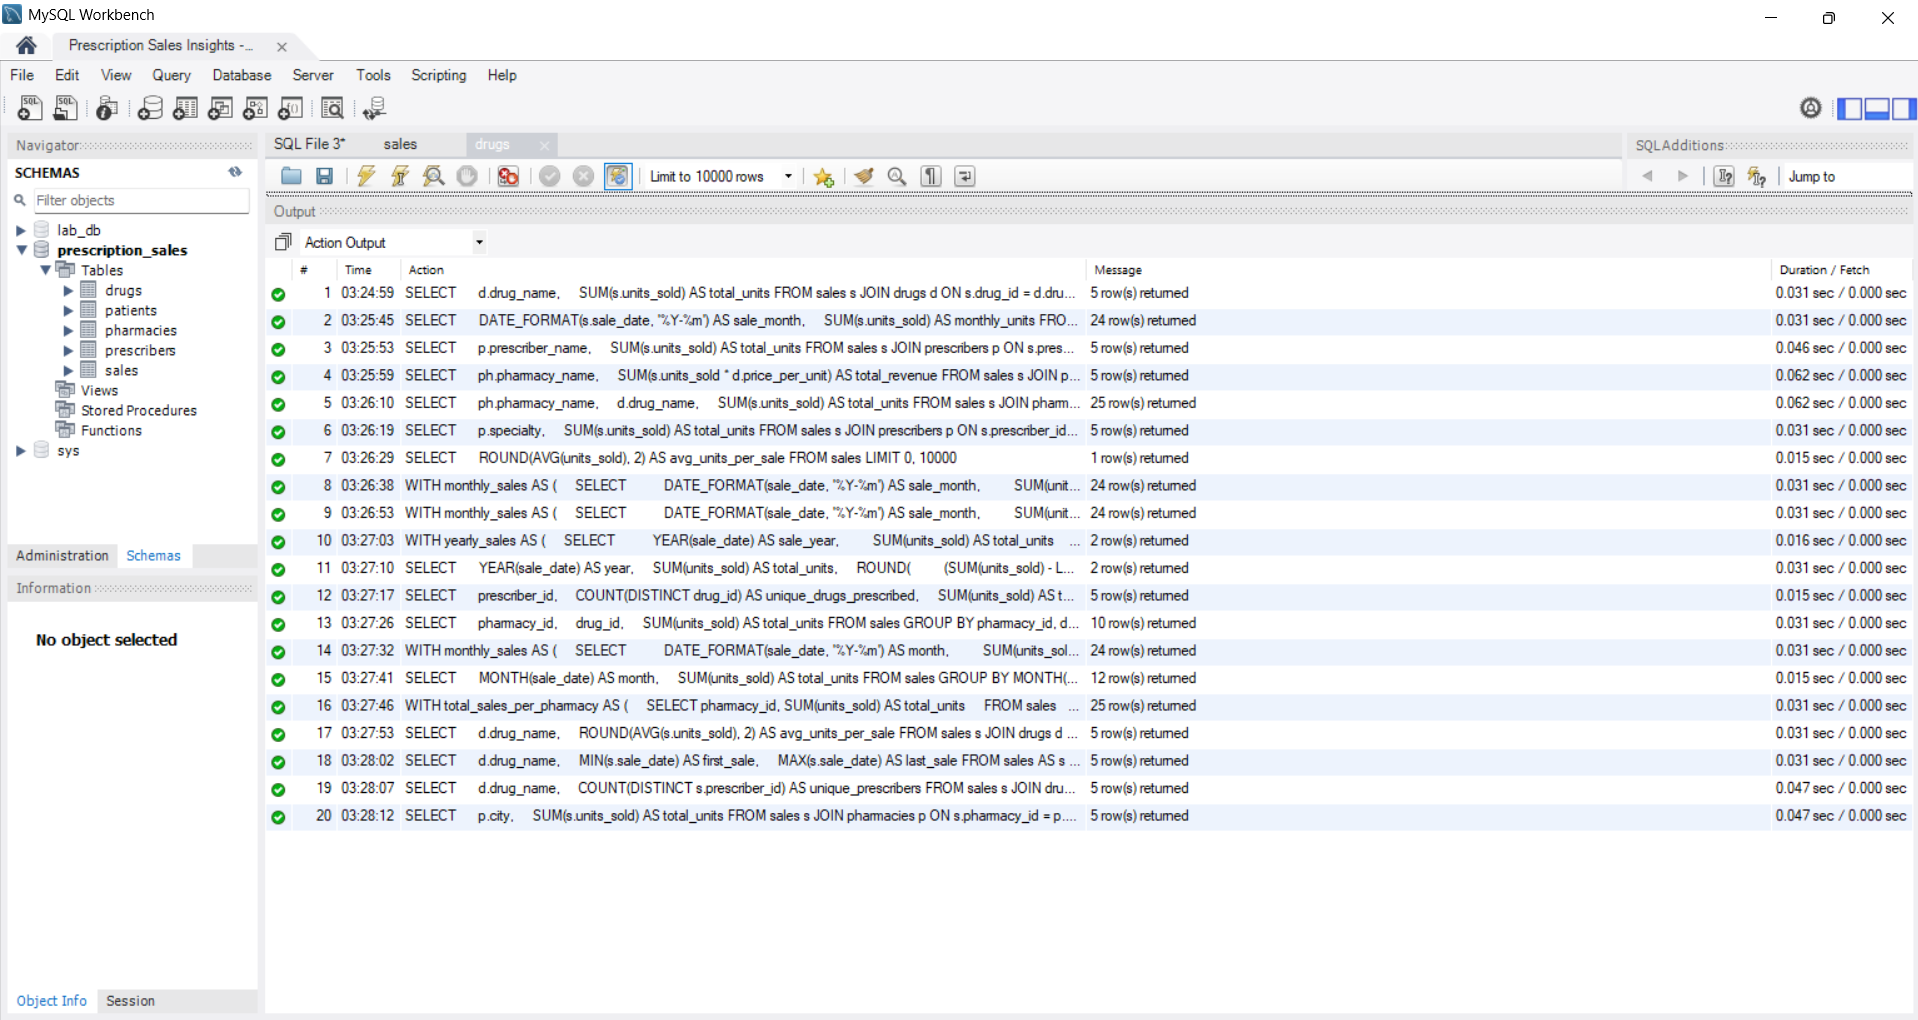 MySQL Workbench
Prescription Sales Insights -...
File Edit View Query Database Server Tools Scripting Help
Navigator
SCHEMAS
Filter objects
lab_db
prescription_sales
Tables
drugs
patients
pharmacies
prescribers
sales
Views
Stored Procedures
Functions
sys
Administration Schemas
Information
No object selected
Object Info Session
SQL File 3* sales drugs
Limit to 10000 rows
SQLAdditions
Jump to
Output
Action Output
# Time Action Message Duration / Fetch
1 03:24:59 SELECT d.drug_name, SUM(s.units_sold) AS total_units FROM sales s JOIN drugs d ON s.drug_id = d.dru... 5 row(s) returned 0.031 sec / 0.000 sec
2 03:25:45 SELECT DATE_FORMAT(s.sale_date, '%Y-%m') AS sale_month, SUM(s.units_sold) AS monthly_units FRO... 24 row(s) returned 0.031 sec / 0.000 sec
3 03:25:53 SELECT p.prescriber_name, SUM(s.units_sold) AS total_units FROM sales s JOIN prescribers p ON s.pres... 5 row(s) returned 0.046 sec / 0.000 sec
4 03:25:59 SELECT ph.pharmacy_name, SUM(s.units_sold * d.price_per_unit) AS total_revenue FROM sales s JOIN p... 5 row(s) returned 0.062 sec / 0.000 sec
5 03:26:10 SELECT ph.pharmacy_name, d.drug_name, SUM(s.units_sold) AS total_units FROM sales s JOIN pharm... 25 row(s) returned 0.062 sec / 0.000 sec
6 03:26:19 SELECT p.specialty, SUM(s.units_sold) AS total_units FROM sales s JOIN prescribers p ON s.prescriber_id... 5 row(s) returned 0.031 sec / 0.000 sec
7 03:26:29 SELECT ROUND(AVG(units_sold), 2) AS avg_units_per_sale FROM sales LIMIT 0, 10000 1 row(s) returned 0.015 sec / 0.000 sec
8 03:26:38 WITH monthly_sales AS ( SELECT DATE_FORMAT(sale_date, '%Y-%m') AS sale_month, SUM(unit... 24 row(s) returned 0.031 sec / 0.000 sec
9 03:26:53 WITH monthly_sales AS ( SELECT DATE_FORMAT(sale_date, '%Y-%m') AS sale_month, SUM(unit... 24 row(s) returned 0.031 sec / 0.000 sec
10 03:27:03 WITH yearly_sales AS ( SELECT YEAR(sale_date) AS sale_year, SUM(units_sold) AS total_units ... 2 row(s) returned 0.016 sec / 0.000 sec
11 03:27:10 SELECT YEAR(sale_date) AS year, SUM(units_sold) AS total_units, ROUND( (SUM(units_sold) - L... 2 row(s) returned 0.031 sec / 0.000 sec
12 03:27:17 SELECT prescriber_id, COUNT(DISTINCT drug_id) AS unique_drugs_prescribed, SUM(units_sold) AS t... 5 row(s) returned 0.015 sec / 0.000 sec
13 03:27:26 SELECT pharmacy_id, drug_id, SUM(units_sold) AS total_units FROM sales GROUP BY pharmacy_id, d... 10 row(s) returned 0.031 sec / 0.000 sec
14 03:27:32 WITH monthly_sales AS ( SELECT DATE_FORMAT(sale_date, '%Y-%m') AS month, SUM(units_sol... 24 row(s) returned 0.031 sec / 0.000 sec
15 03:27:41 SELECT MONTH(sale_date) AS month, SUM(units_sold) AS total_units FROM sales GROUP BY MONTH(... 12 row(s) returned 0.015 sec / 0.000 sec
16 03:27:46 WITH total_sales_per_pharmacy AS ( SELECT pharmacy_id, SUM(units_sold) AS total_units FROM sales ... 25 row(s) returned 0.031 sec / 0.000 sec
17 03:27:53 SELECT d.drug_name, ROUND(AVG(s.units_sold), 2) AS avg_units_per_sale FROM sales s JOIN drugs d ... 5 row(s) returned 0.031 sec / 0.000 sec
18 03:28:02 SELECT d.drug_name, MIN(s.sale_date) AS first_sale, MAX(s.sale_date) AS last_sale FROM sales AS s ... 5 row(s) returned 0.031 sec / 0.000 sec
19 03:28:07 SELECT d.drug_name, COUNT(DISTINCT s.prescriber_id) AS unique_prescribers FROM sales s JOIN dru... 5 row(s) returned 0.047 sec / 0.000 sec
20 03:28:12 SELECT p.city, SUM(s.units_sold) AS total_units FROM sales s JOIN pharmacies p ON s.pharmacy_id = p.... 5 row(s) returned 0.047 sec / 0.000 sec